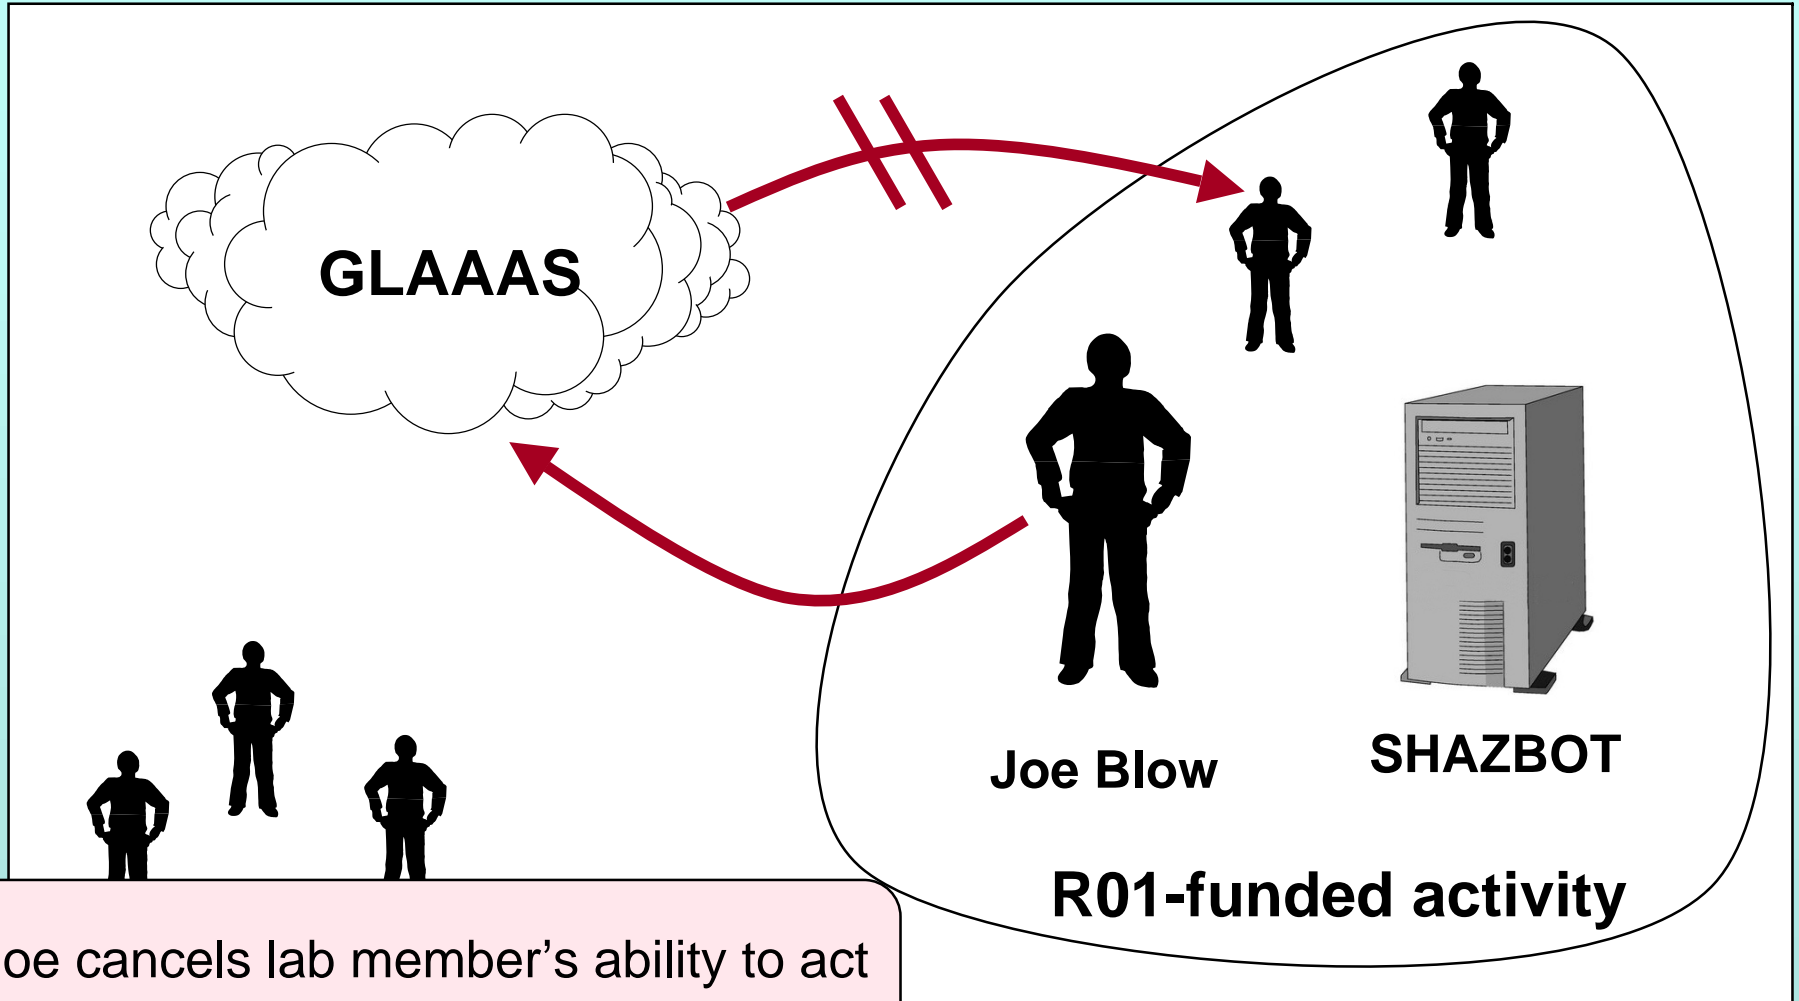 GLAAAS
Joe Blow
SHAZBOT
R01-funded activity
oe cancels lab member’s ability to act